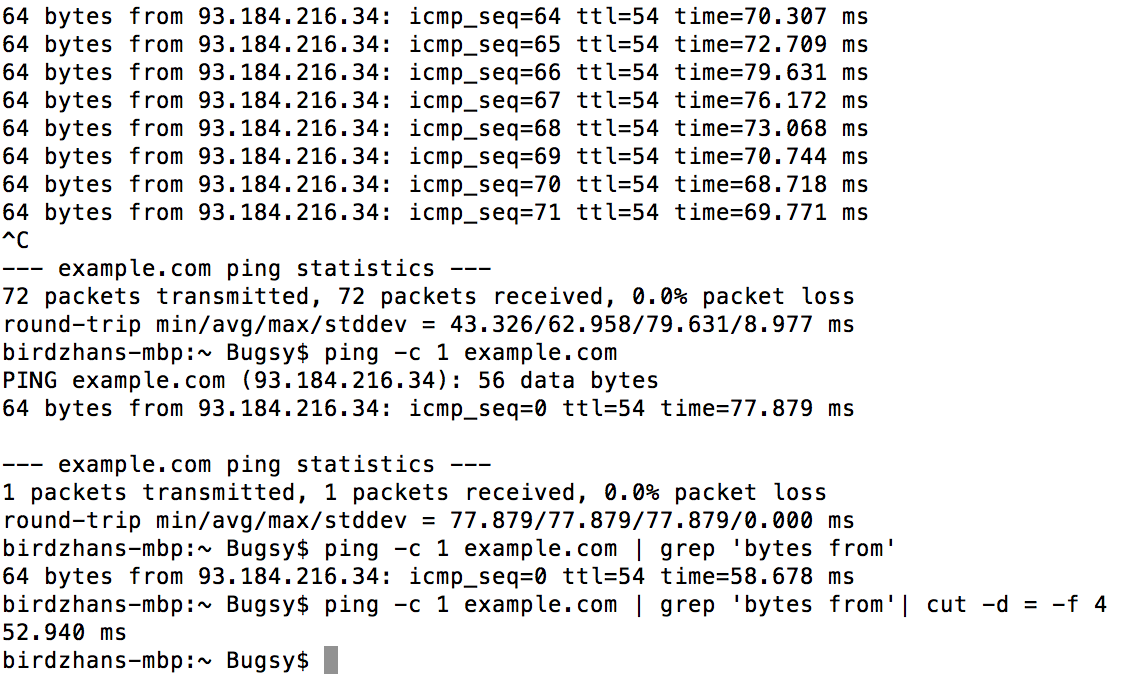 64 bytes from 93.184.216.34: icmp_seq=64 ttl=54 time=70.307 ms
64 bytes from 93.184.216.34: icmp_seq=65 ttl=54 time=72.709 ms
64 bytes from 93.184.216.34: icmp_seq=66 ttl=54 time=79.631 ms
64 bytes from 93.184.216.34: icmp_seq=67 ttl=54 time=76.172 ms
64 bytes from 93.184.216.34: icmp_seq=68 ttl=54 time=73.068 ms
64 bytes from 93.184.216.34: icmp_seq=69 ttl=54 time=70.744 ms
64 bytes from 93.184.216.34: icmp_seq=70 ttl=54 time=68.718 ms
64 bytes from 93.184.216.34: icmp_seq=71 ttl=54 time=69.771 ms
^C
--- example.com ping statistics ---
72 packets transmitted, 72 packets received, 0.0% packet loss
round-trip min/avg/max/stddev = 43.326/62.958/79.631/8.977 ms
birdzhans-mbp:~ Bugsy$ ping -c 1 example.com
PING example.com (93.184.216.34): 56 data bytes
64 bytes from 93.184.216.34: icmp_seq=0 ttl=54 time=77.879 ms

--- example.com ping statistics ---
1 packets transmitted, 1 packets received, 0.0% packet loss
round-trip min/avg/max/stddev = 77.879/77.879/77.879/0.000 ms
birdzhans-mbp:~ Bugsy$ ping -c 1 example.com | grep 'bytes from'
64 bytes from 93.184.216.34: icmp_seq=0 ttl=54 time=58.678 ms
birdzhans-mbp:~ Bugsy$ ping -c 1 example.com | grep 'bytes from'| cut -d = -f 4
52.940 ms
birdzhans-mbp:~ Bugsy$